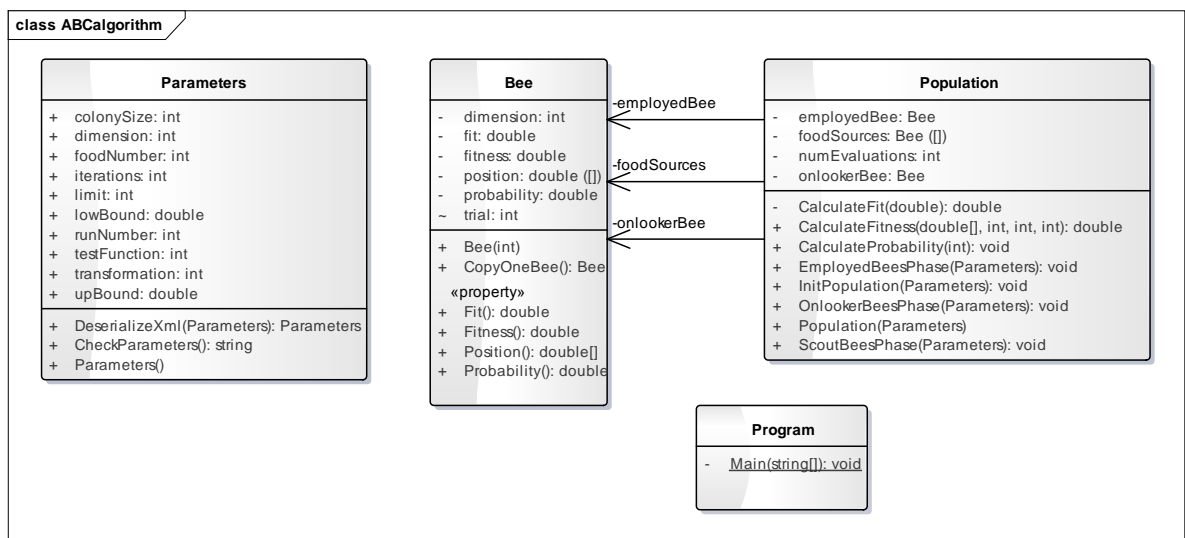 class ABCalgorithm
Parameters
+ colonySize: int
+ dimension: int
+ foodNumber: int
+ iterations: int
+ limit: int
+ lowBound: double
+ runNumber: int
+ testFunction: int
+ transformation: int
+ upBound: double
+ DeserializeXml(Parameters): Parameters
+ CheckParameters(): string
+ Parameters()
Bee
- dimension: int
- fit: double
- fitness: double
- position: double ([])
- probability: double
~ trial: int
+ Bee(int)
+ CopyOneBee(): Bee
«property»
+ Fit(): double
+ Fitness(): double
+ Position(): double[]
+ Probability(): double
-employedBee
-foodSources
-onlookerBee
Population
- employedBee: Bee
- foodSources: Bee ([])
- numEvaluations: int
- onlookerBee: Bee
- CalculateFit(double): double
+ CalculateFitness(double[], int, int, int): double
+ CalculateProbability(int): void
+ EmployedBeesPhase(Parameters): void
+ InitPopulation(Parameters): void
+ OnlookerBeesPhase(Parameters): void
+ Population(Parameters)
+ ScoutBeesPhase(Parameters): void
Program
- Main(string[]): void